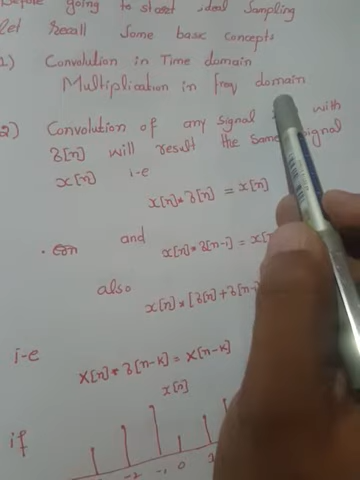 Before going to start ideal Sampling
let Recall Some basic concepts
1) Convolution in Time domain
Multiplication in freq domain
2) Convolution of any signal with
δ[n] will result the same signal
x[n] i-e
x[n]*δ[n] = x[n]
and x[n]*δ[n-1] =
also x[n]*[δ[n]+δ[n-
i-e x[n]*δ[n-k] = x[n-k]
x[n]
if
-2 -1 0